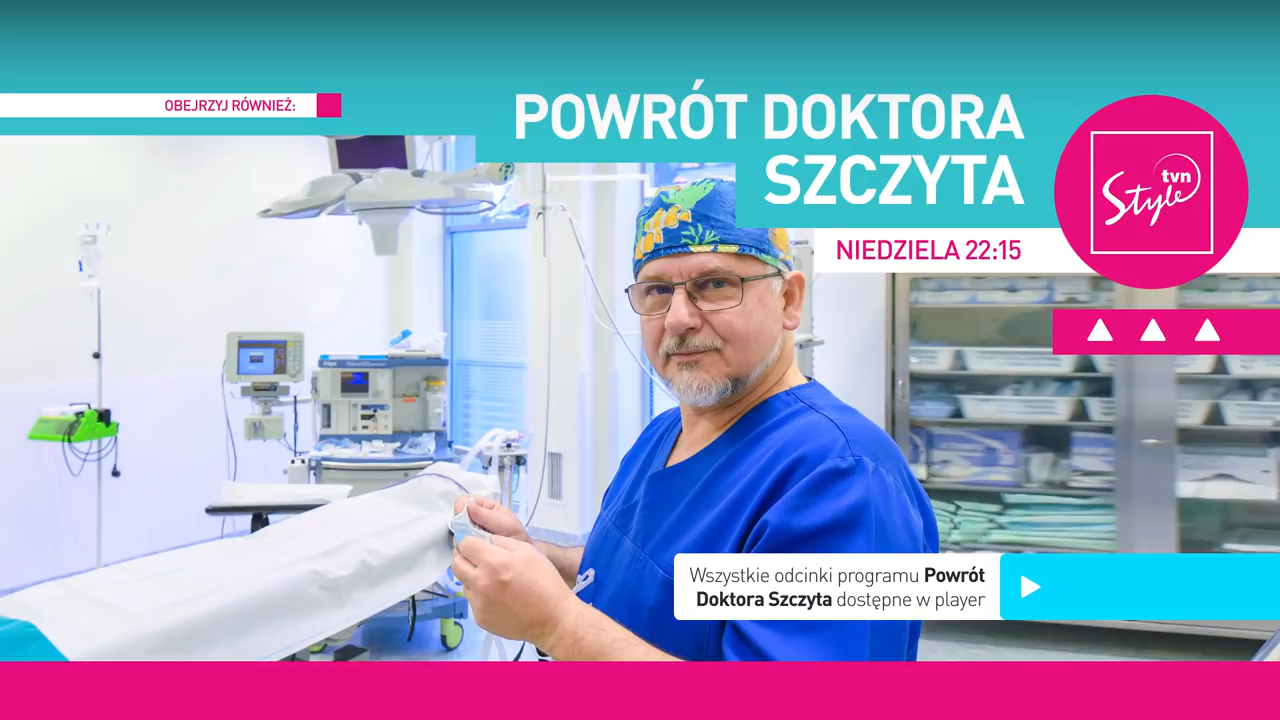 OBEJRZYJ RÓWNIEŻ:
POWRÓT DOKTORA
SZCZYTA
tvn
Style
NIEDZIELA 22:15
Wszystkie odcinki programu Powrót
Doktora Szczyta dostępne w player